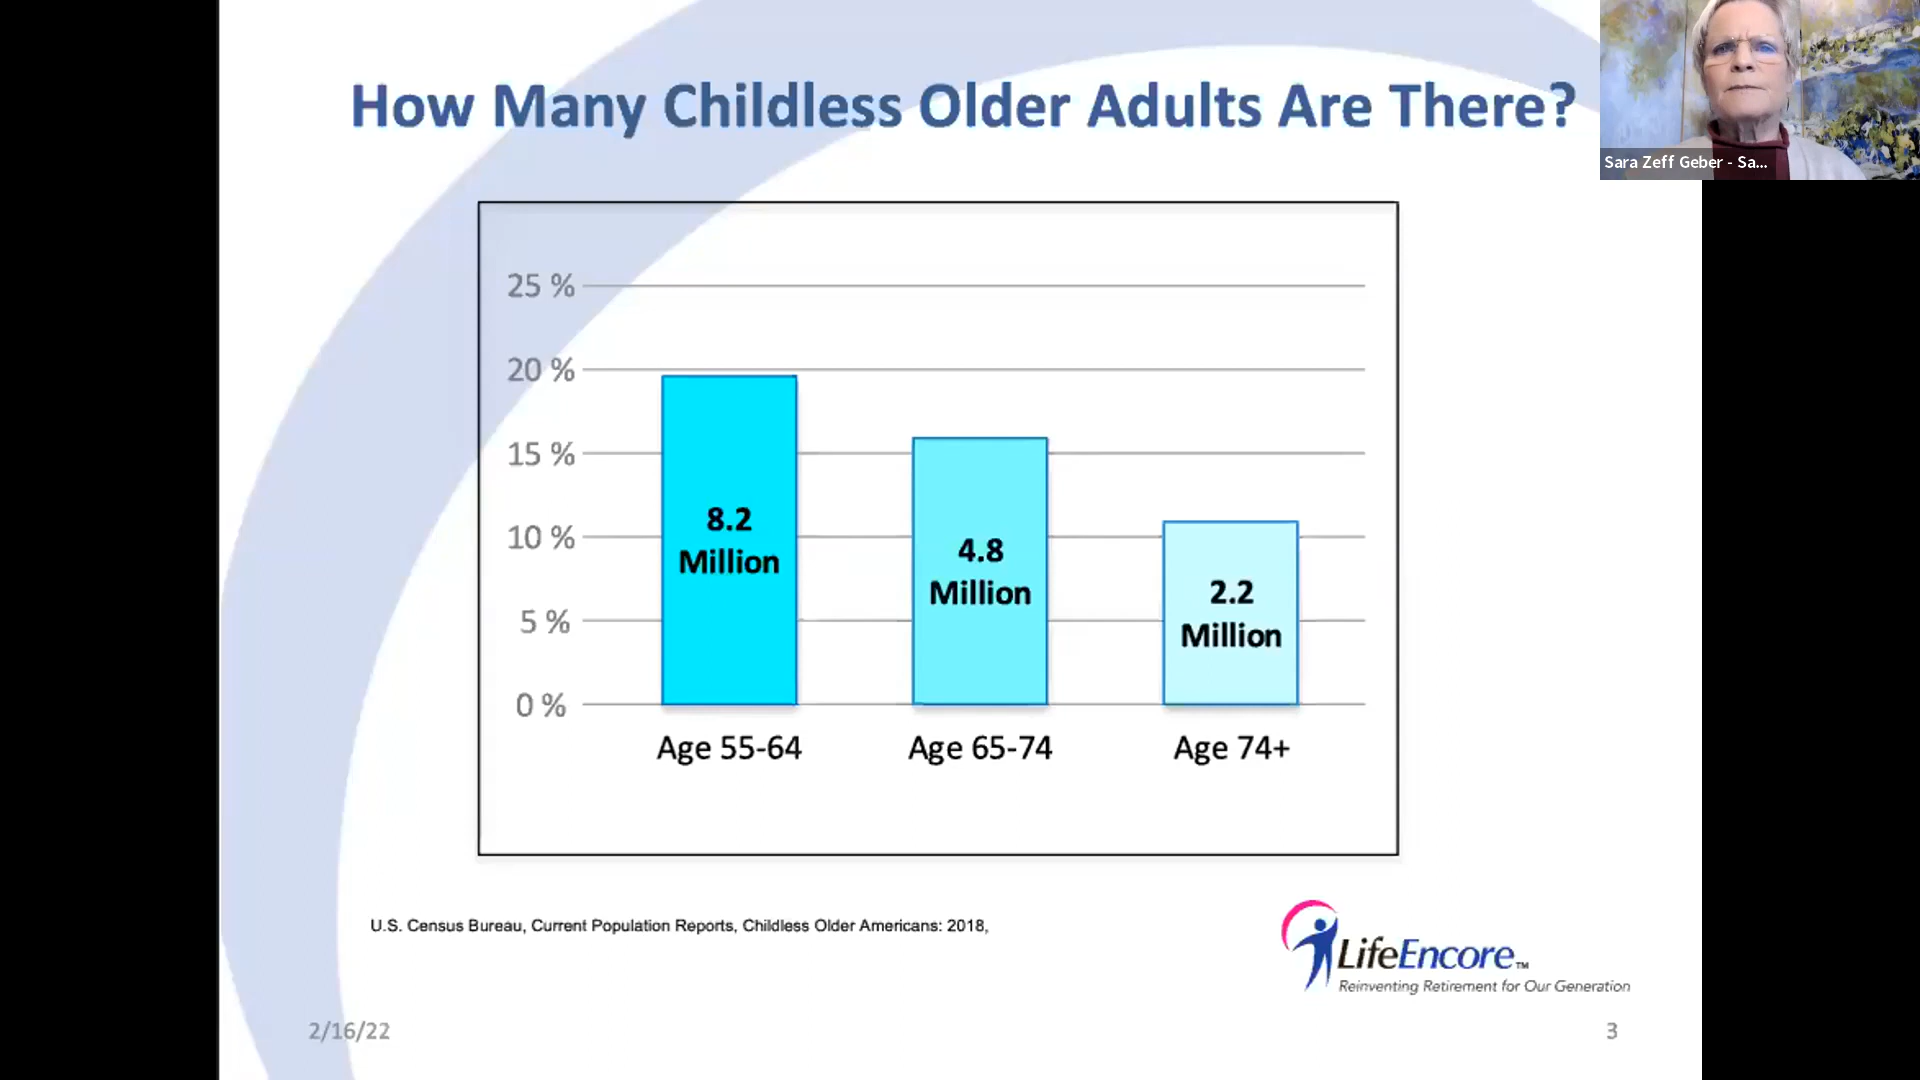 How Many Childless Older Adults Are There?
Sara Zeff Geber - Sa...
25 %
20 %
15 %
10 %
5 %
0 %
8.2
Million
4.8
Million
2.2
Million
Age 55-64
Age 65-74
Age 74+
U.S. Census Bureau, Current Population Reports, Childless Older Americans: 2018,
LifeEncore™
Reinventing Retirement for Our Generation
2/16/22
3